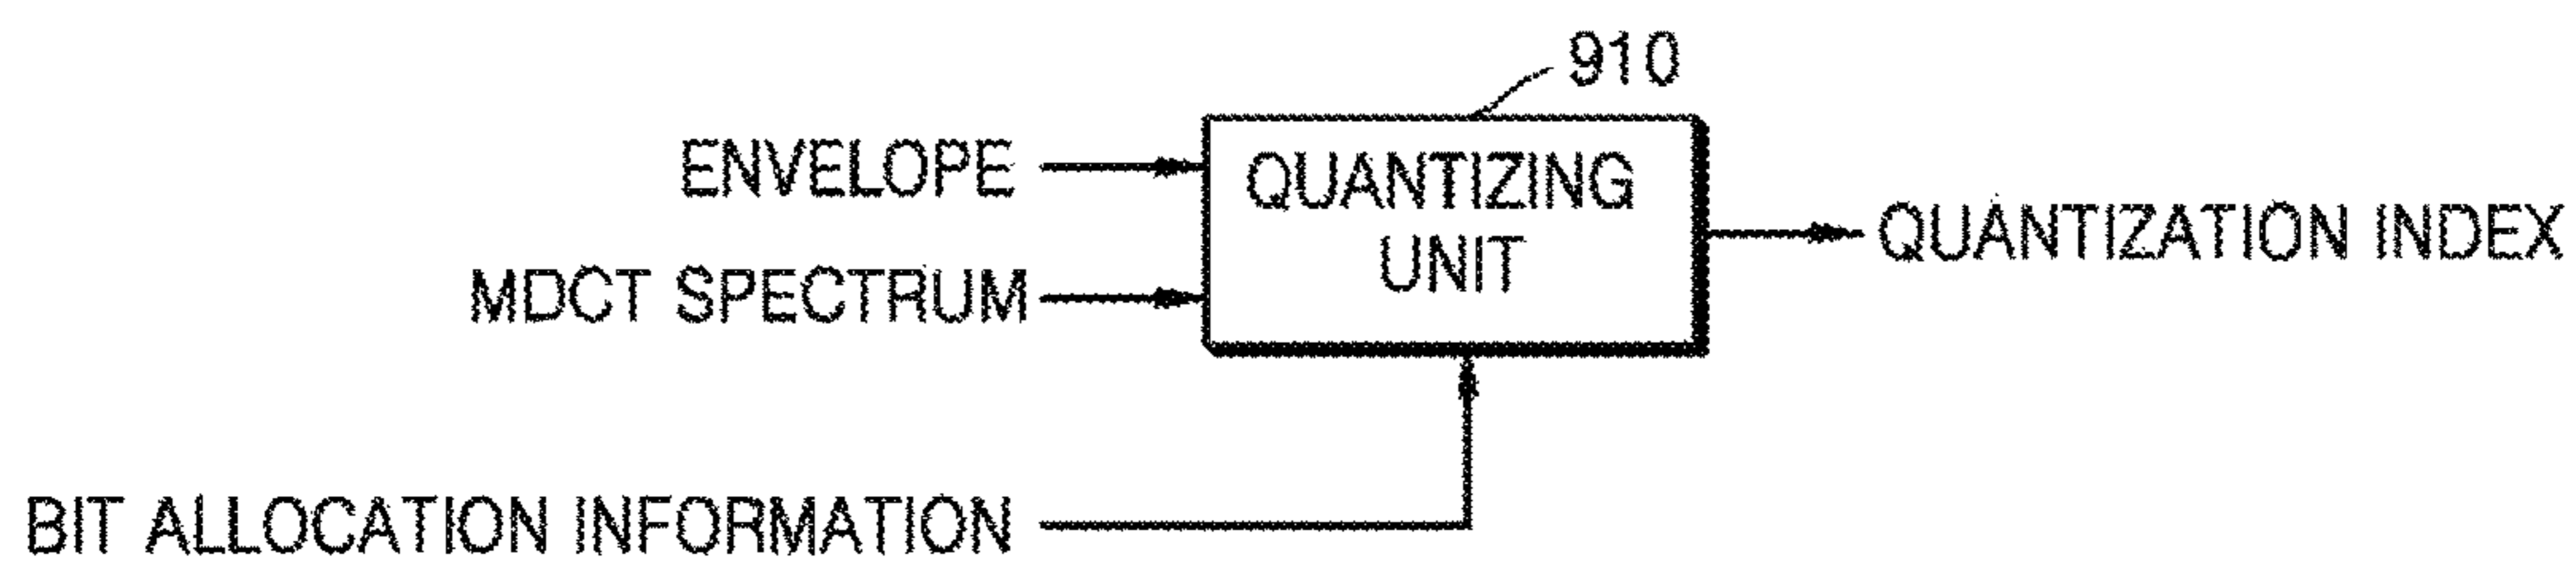 910
ENVELOPE
QUANTIZING
UNIT
QUANTIZATION INDEX
MDCT SPECTRUM
BIT ALLOCATION INFORMATION